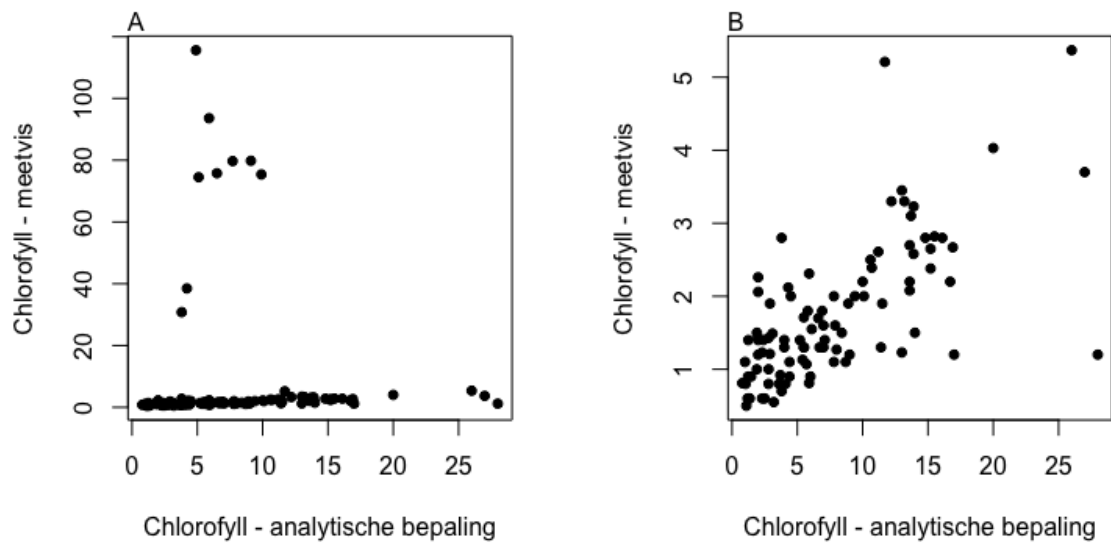 A
Chlorofyll - meetvis
0
20
40
60
80
100
0 5 10 15 20 25
Chlorofyll - analytische bepaling
B
Chlorofyll - meetvis
1
2
3
4
5
0 5 10 15 20 25
Chlorofyll - analytische bepaling